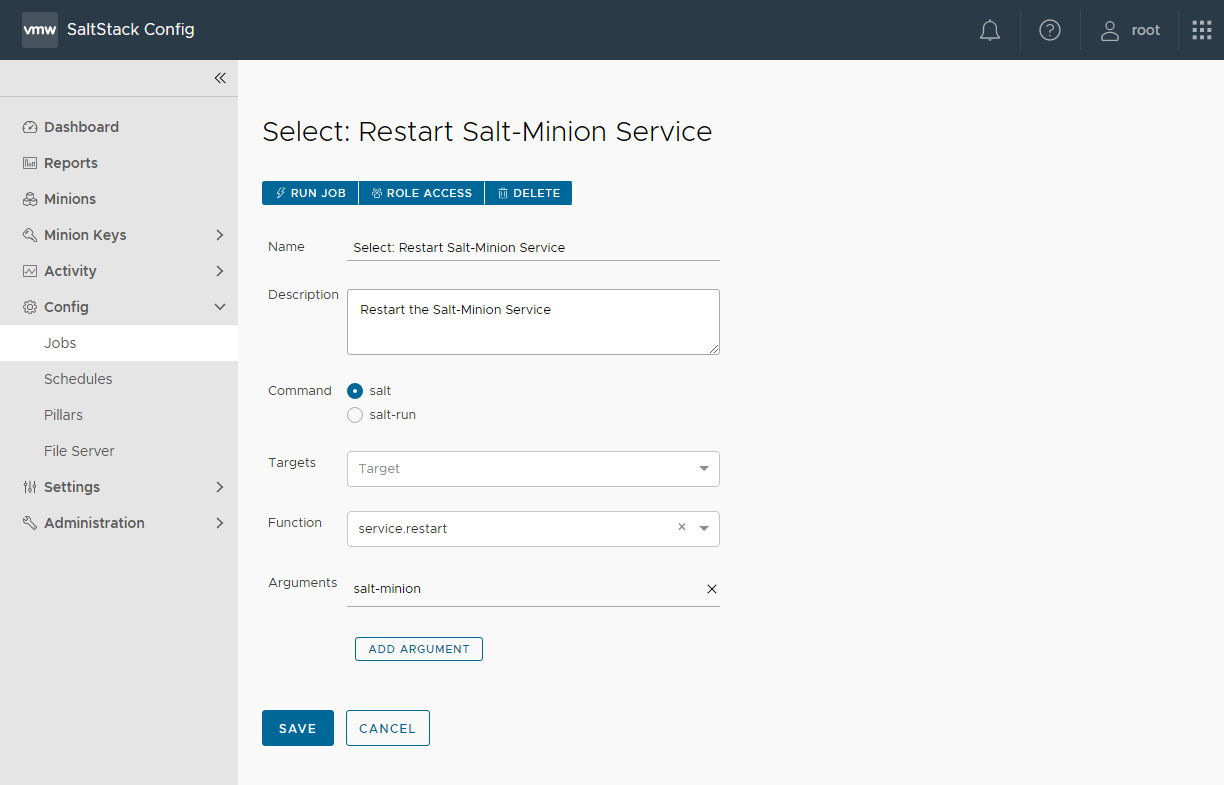 vmw SaltStack Config
root
Dashboard
Reports
Minions
Minion Keys
Activity
Config
Jobs
Schedules
Pillars
File Server
Settings
Administration
Select: Restart Salt-Minion Service
RUN JOB ROLE ACCESS DELETE
Name Select: Restart Salt-Minion Service
Description Restart the Salt-Minion Service
Command salt
salt-run
Targets Target
Function service.restart
Arguments salt-minion
ADD ARGUMENT
SAVE CANCEL